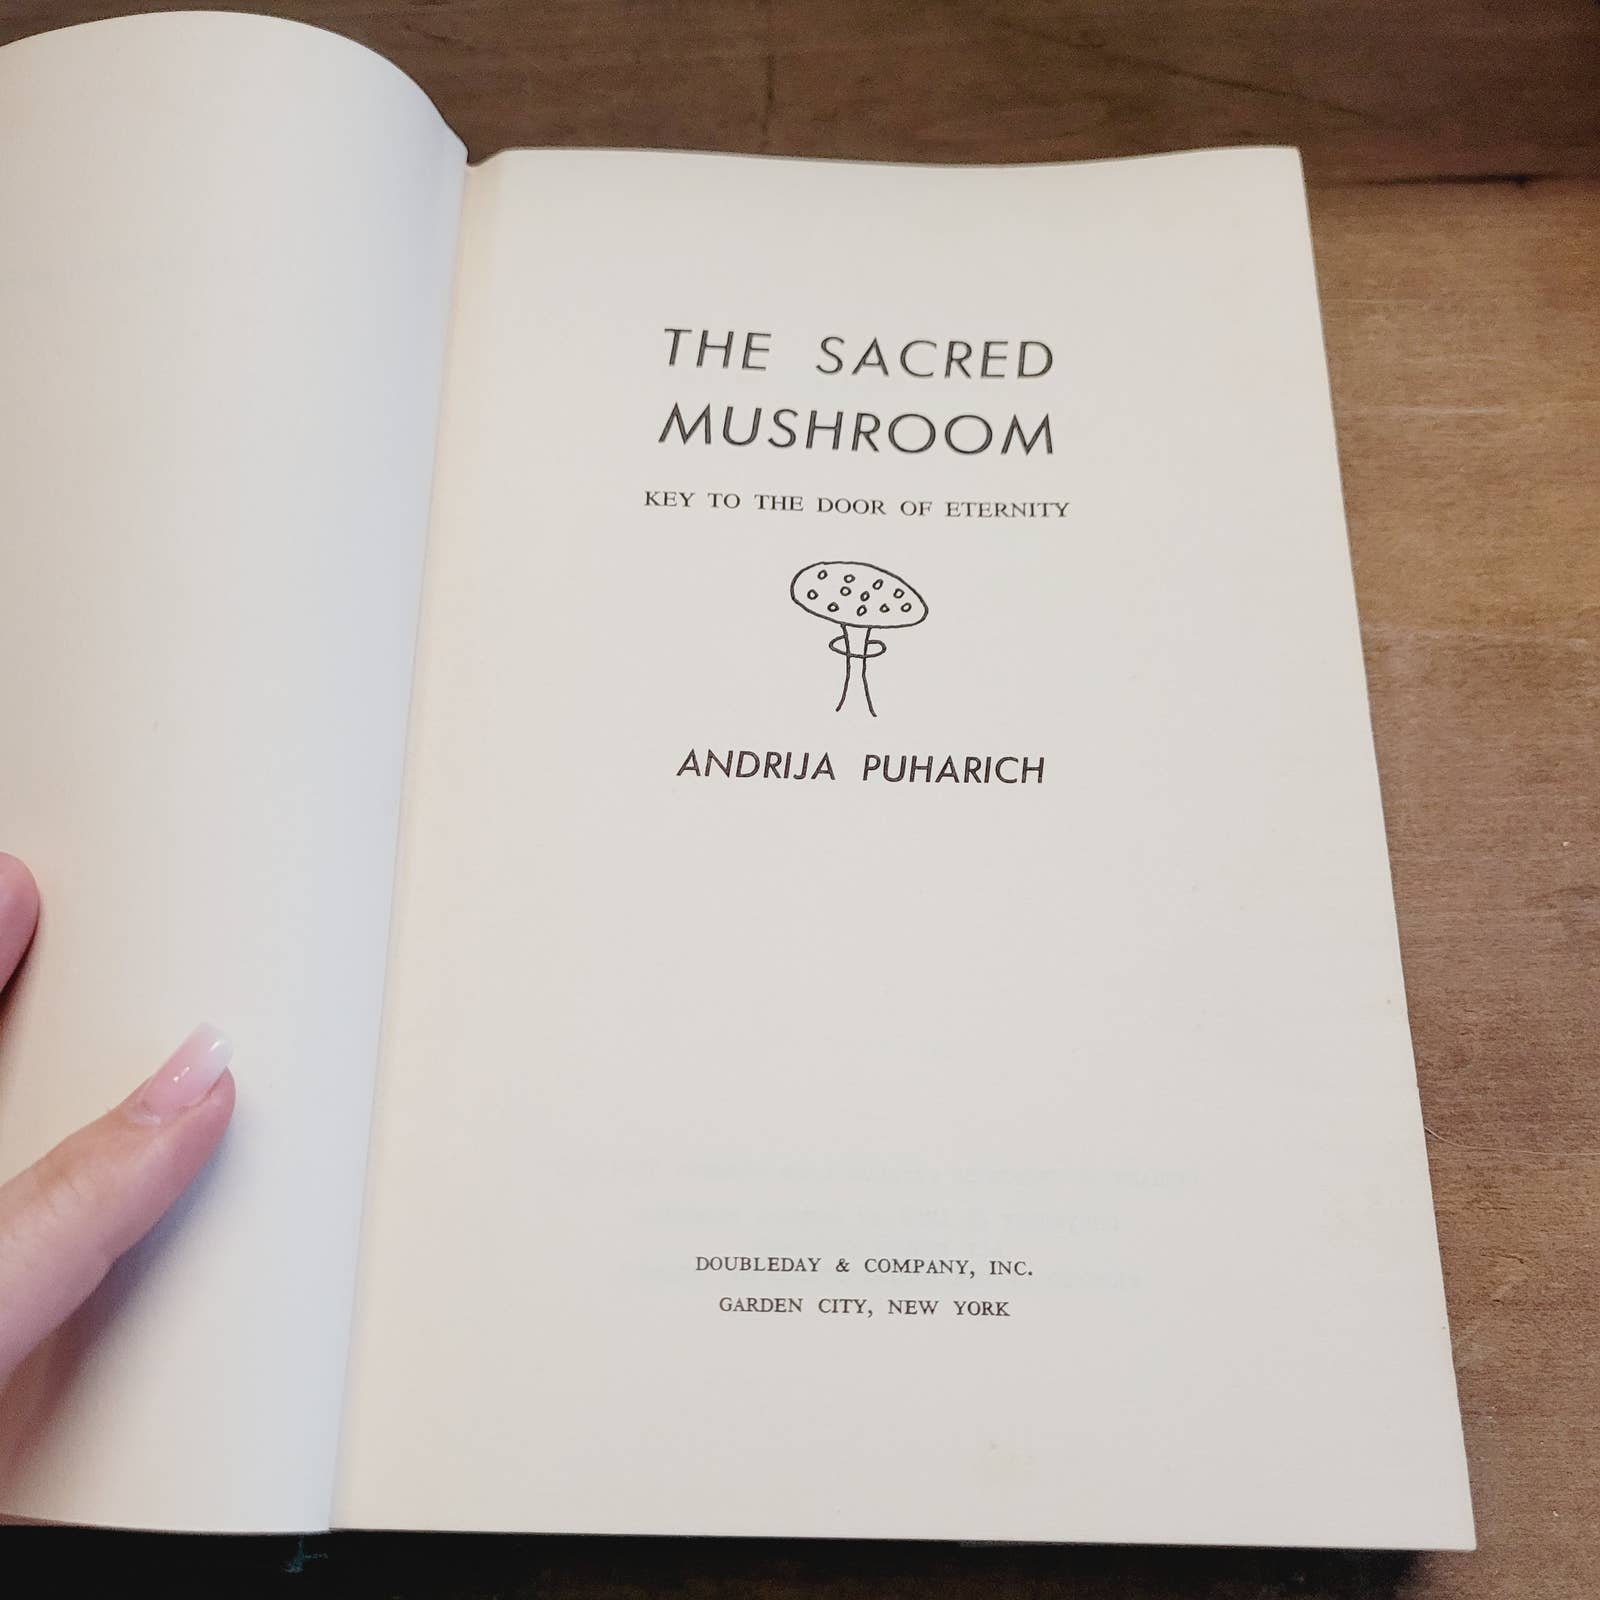 THE SACRED
MUSHROOM
KEY TO THE DOOR OF ETERNITY
ANDRIJA PUHARICH
DOUBLEDAY & COMPANY, INC.
GARDEN CITY, NEW YORK